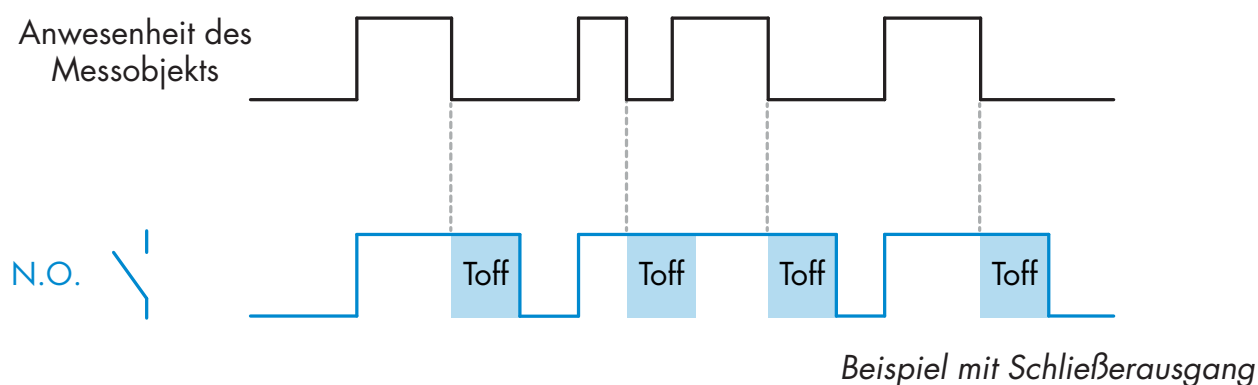 Anwesenheit des
Messobjekts
N.O.
Toff Toff Toff Toff
Beispiel mit Schließerausgang